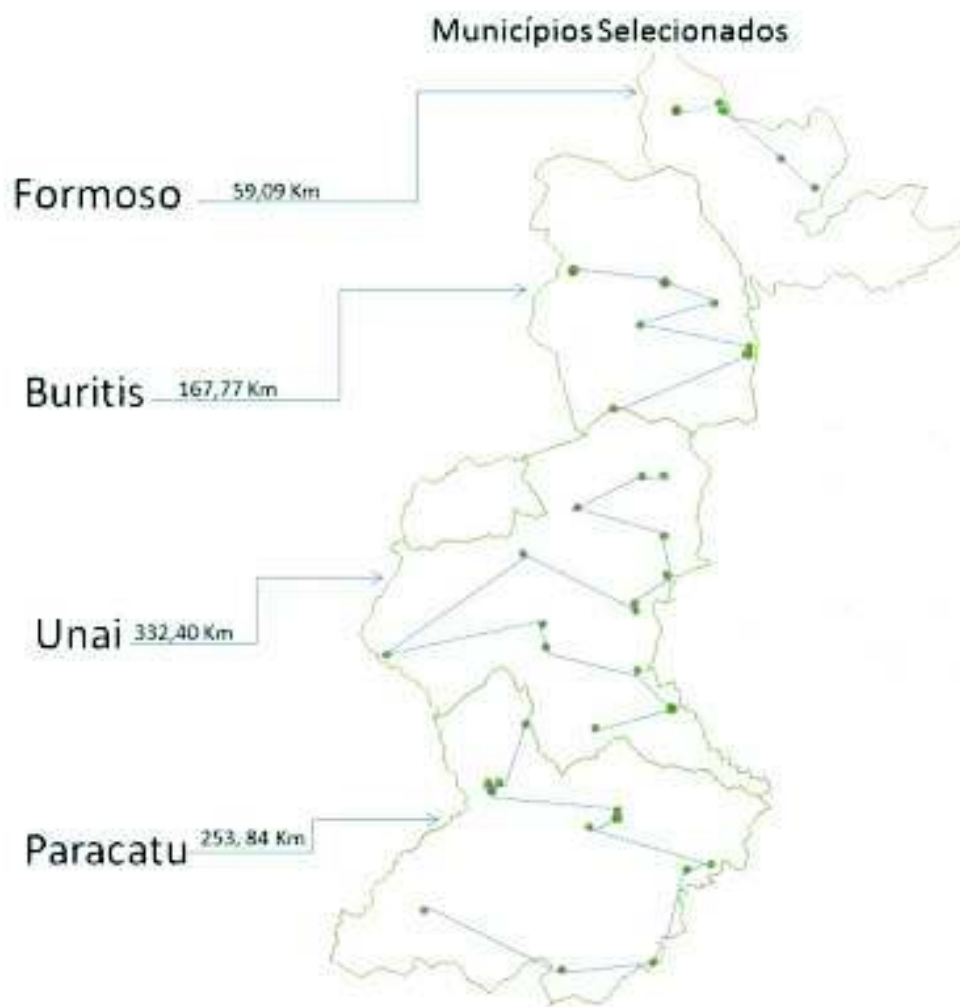 Municípios Selecionados
Formoso 59,09 Km
Buritis 167,77 Km
Unai 332,40 Km
Paracatu 253, 84 Km